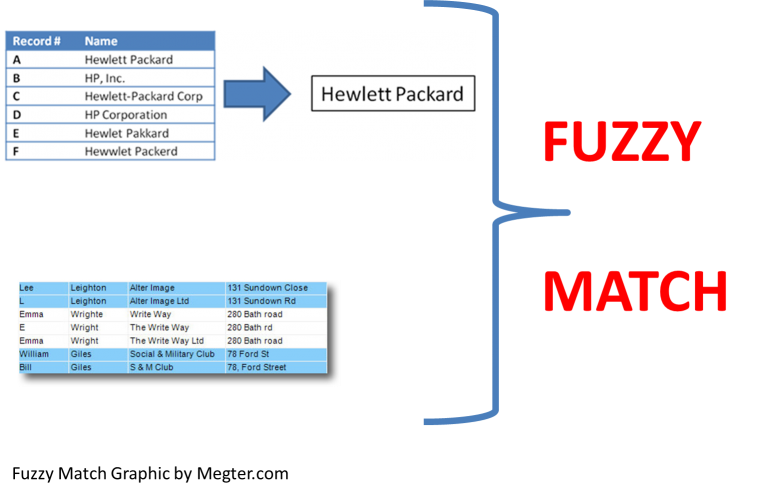 Record # Name
A Hewlett Packard
B HP, Inc.
C Hewlett-Packard Corp
D HP Corporation
E Hewlet Pakkard
F Hewwlet Packerd
Hewlett Packard
FUZZY
MATCH
Lee Leighton Alter Image 131 Sundown Close
L Leighton Alter Image Ltd 131 Sundown Rd
Emma Wrighte Write Way 280 Bath road
E Wright The Write Way 280 Bath rd
Emma Wright The Write Way Ltd 280 Bath road
William Giles Social & Military Club 78 Ford St
Bill Giles S & M Club 78, Ford Street
Fuzzy Match Graphic by Megter.com